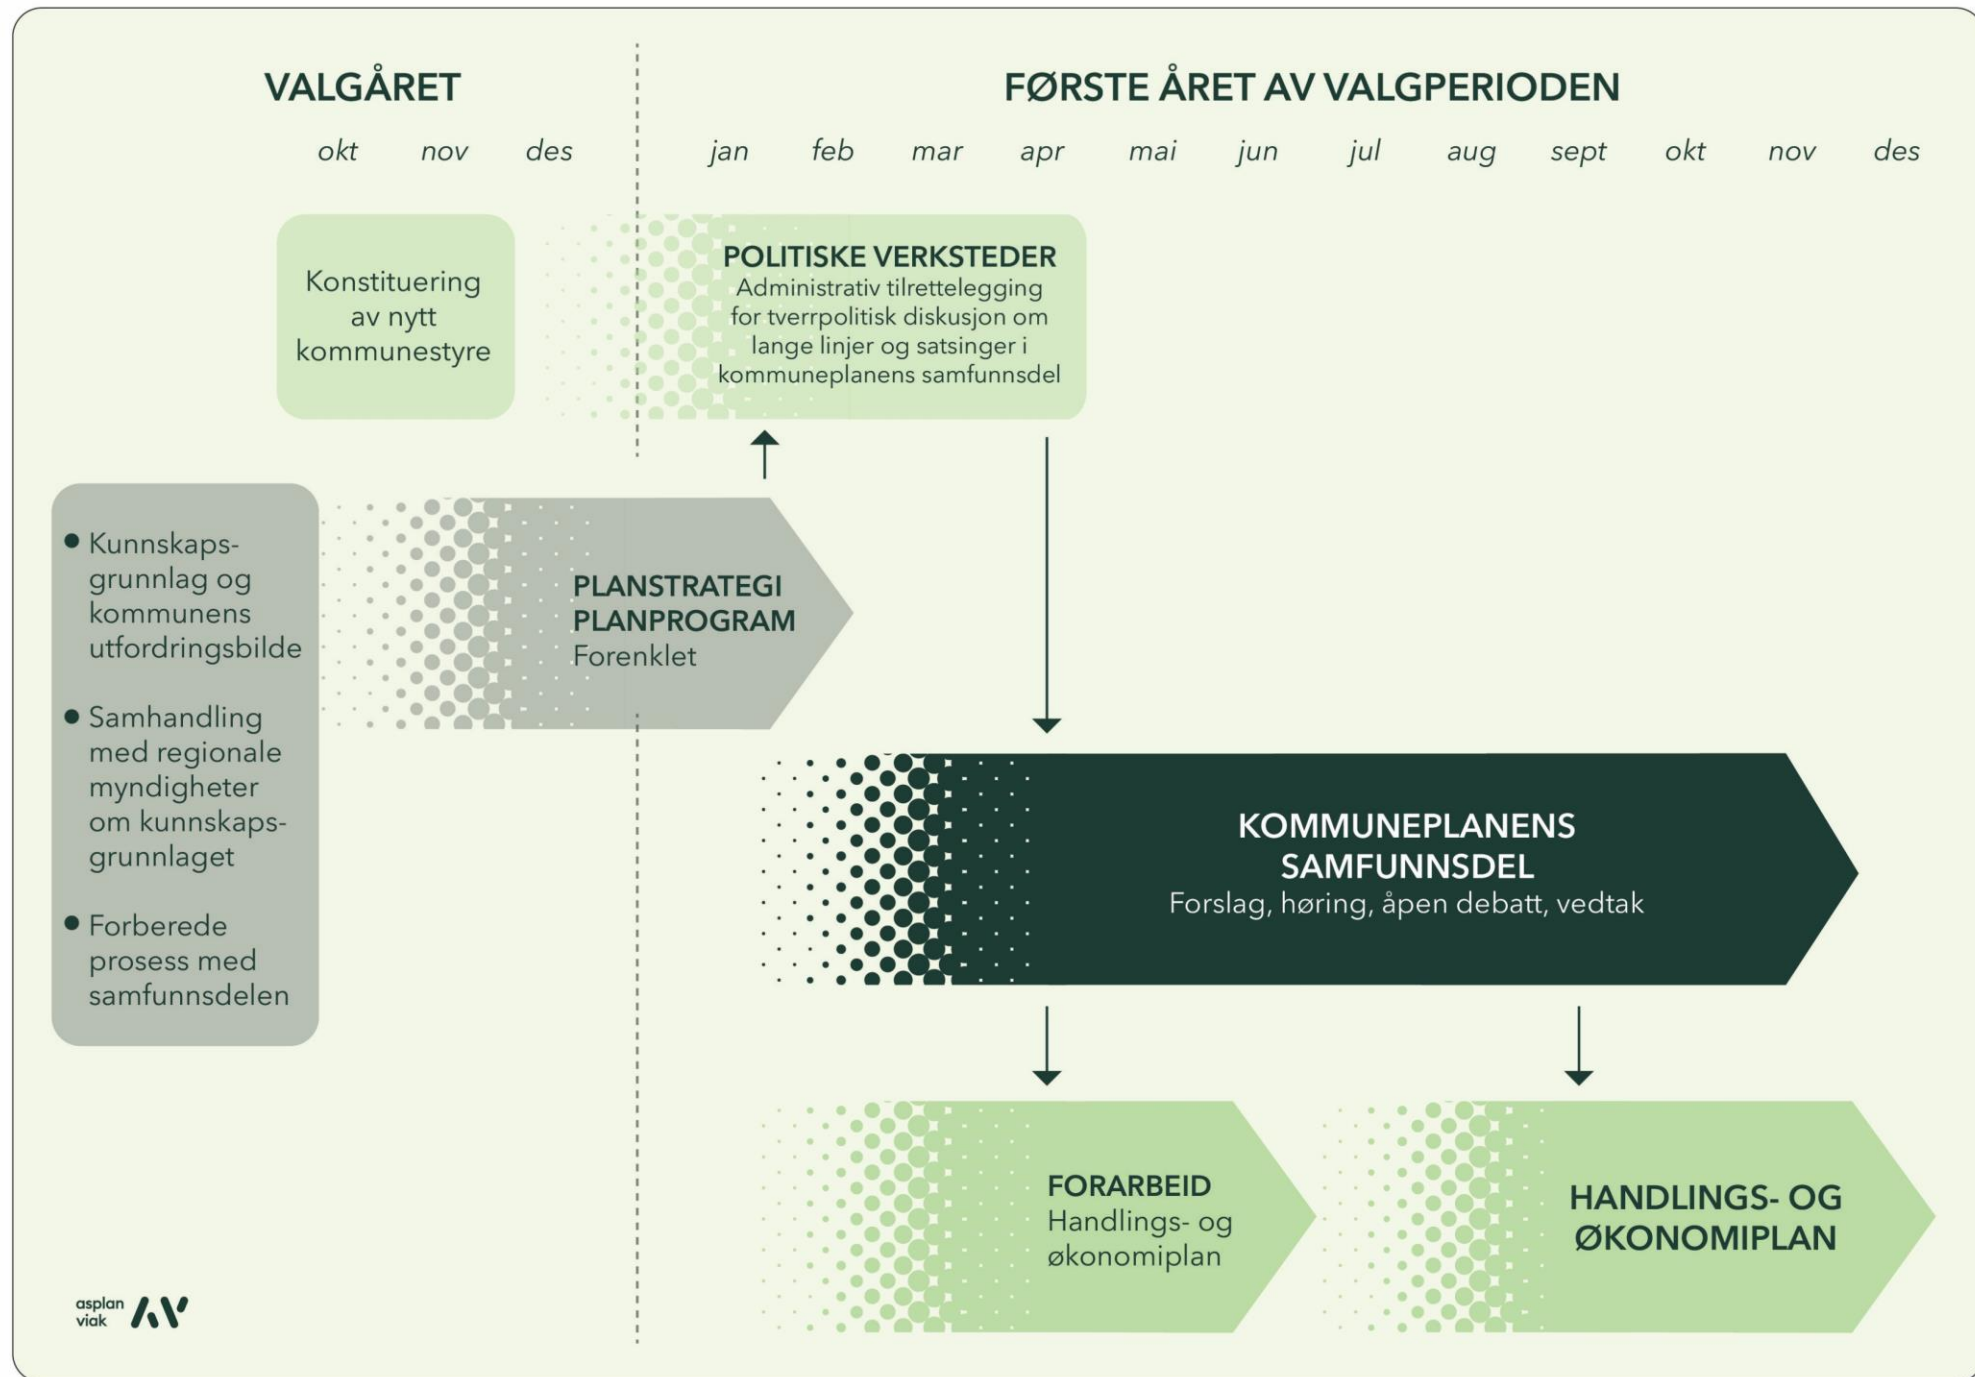 VALGÅRET
FØRSTE ÅRET AV VALGPERIODEN
okt nov des jan feb mar apr mai jun jul aug sept okt nov des
Konstituering
av nytt
kommunestyre
POLITISKE VERKSTEDER
Administrativ tilrettelegging
for tverrpolitisk diskusjon om
lange linjer og satsinger i
kommuneplanens samfunnsdel
• Kunnskaps-
grunnlag og
kommunens
utfordringsbilde
• Samhandling
med regionale
myndigheter
om kunnskaps-
grunnlaget
• Forberede
prosess med
samfunnsdelen
PLANSTRATEGI
PLANPROGRAM
Forenklet
KOMMUNEPLANENS
SAMFUNNSDEL
Forslag, høring, åpen debatt, vedtak
FORARBEID
Handlings- og
økonomiplan
HANDLINGS- OG
ØKONOMIPLAN
asplan
viak